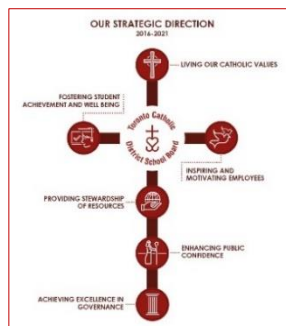 OUR STRATEGIC DIRECTION
2016-2021
LIVING OUR CATHOLIC VALUES
FOSTERING STUDENT
ACHIEVEMENT AND WELL BEING
Toronto Catholic
District School Board
INSPIRING AND
MOTIVATING EMPLOYEES
PROVIDING STEWARDSHIP
OF RESOURCES
ENHANCING PUBLIC
CONFIDENCE
ACHIEVING EXCELLENCE IN
GOVERNANCE